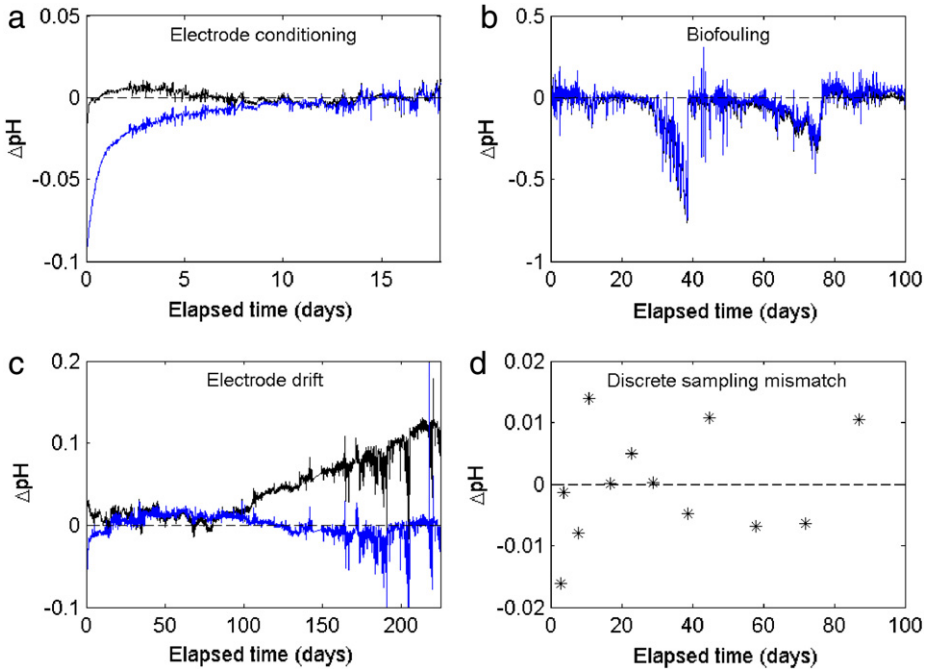 a
Electrode conditioning
0.05
0
-0.05
-0.1
ΔpH
0 5 10 15
Elapsed time (days)
b
Biofouling
0.5
0
-0.5
-1
ΔpH
0 20 40 60 80 100
Elapsed time (days)
c
Electrode drift
0.2
0.1
0
-0.1
ΔpH
0 50 100 150 200
Elapsed time (days)
d
Discrete sampling mismatch
0.02
0.01
0
-0.01
-0.02
ΔpH
0 20 40 60 80 100
Elapsed time (days)